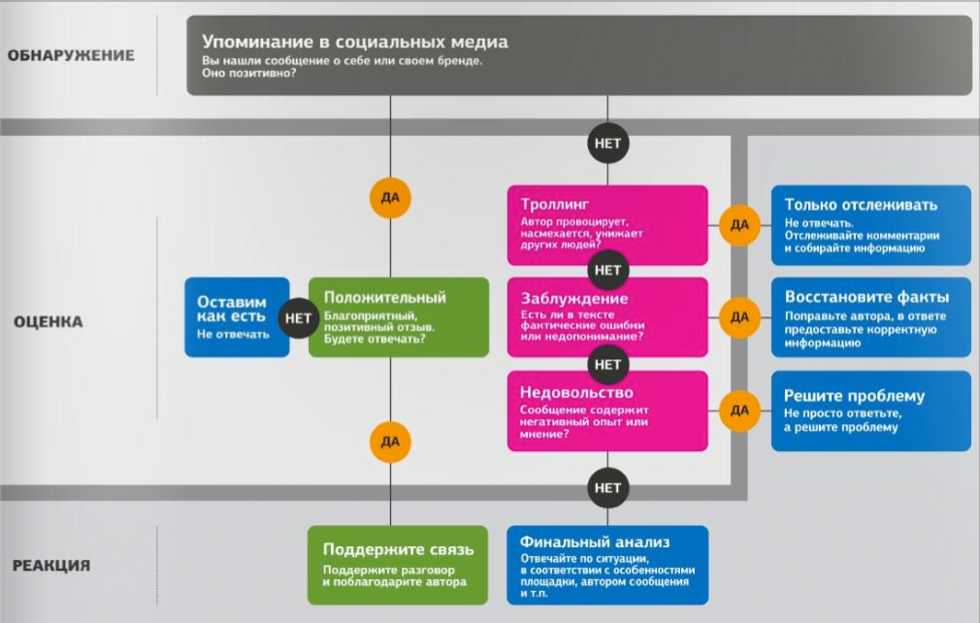 ОБНАРУЖЕНИЕ
Упоминание в социальных медиа
Вы нашли сообщение о себе или своем бренде.
Оно позитивно?
НЕТ
ДА
Троллинг
Автор провоцирует,
насмехается, унижает
других людей?
ДА
Только отслеживать
Не отвечать.
Отслеживайте комментарии
и собирайте информацию
НЕТ
ОЦЕНКА
Оставим
как есть
Не отвечать
НЕТ
Положительный
Благоприятный,
позитивный отзыв.
Будете отвечать?
Заблуждение
Есть ли в тексте
фактические ошибки
или недопонимание?
ДА
Восстановите факты
Поправьте автора, в ответе
предоставьте корректную
информацию
НЕТ
Недовольство
Сообщение содержит
негативный опыт или
мнение?
ДА
Решите проблему
Не просто ответьте,
а решите проблему
ДА
НЕТ
РЕАКЦИЯ
Поддержите связь
Поддержите разговор
и поблагодарите автора
Финальный анализ
Отвечайте по ситуации,
в соответствии с особенностями
площадки, автором сообщения
и т.п.